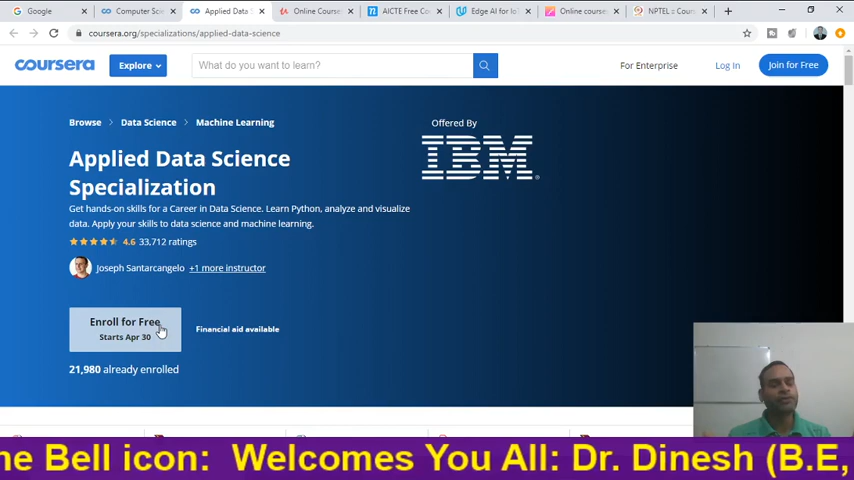 Google
Computer Scien
Applied Data S
Online Courses
AICTE Free Co
Edge AI for IoT
Online course
NPTEL :: Cours
coursera.org/specializations/applied-data-science
coursera
Explore
What do you want to learn?
For Enterprise
Log In
Join for Free
Browse > Data Science > Machine Learning
Offered By
IBM
Applied Data Science
Specialization
Get hands-on skills for a Career in Data Science. Learn Python, analyze and visualize
data. Apply your skills to data science and machine learning.
4.6 33,712 ratings
Joseph Santarcangelo +1 more instructor
Enroll for Free
Starts Apr 30
Financial aid available
21,980 already enrolled
he Bell icon: Welcomes You All: Dr. Dinesh (B.E,